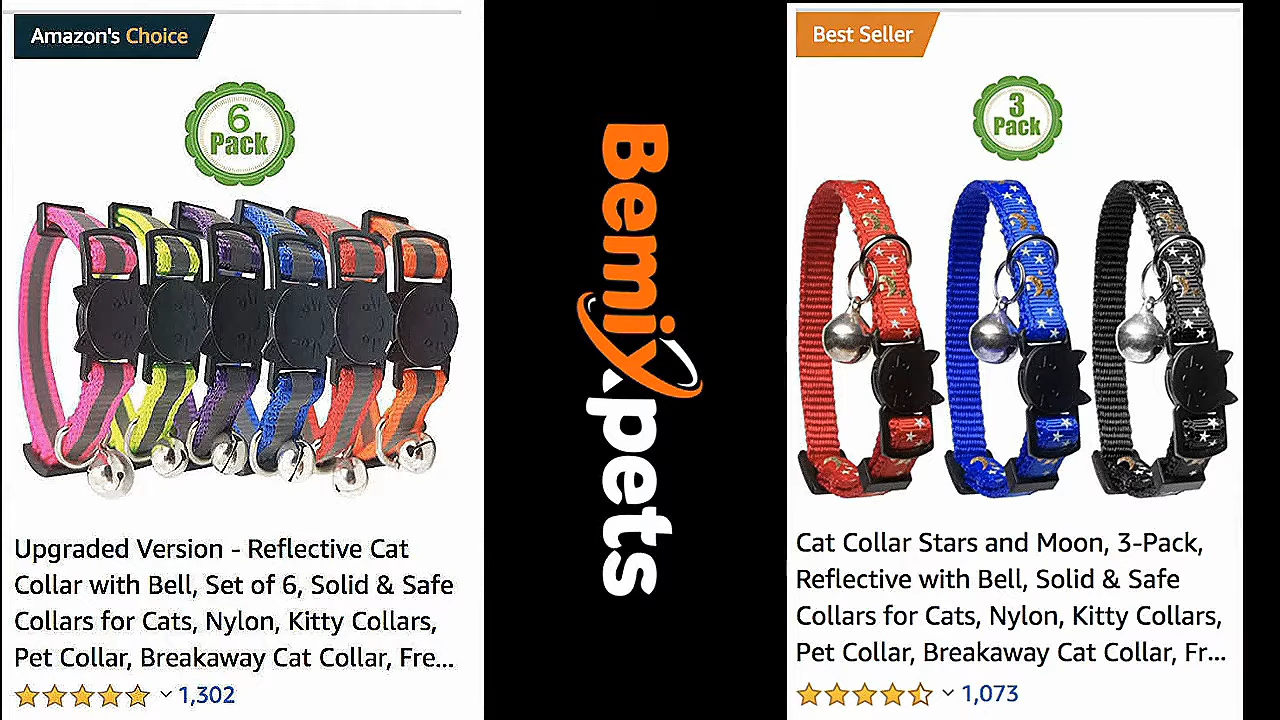 Amazon's Choice
6
Pack
Upgraded Version - Reflective Cat
Collar with Bell, Set of 6, Solid & Safe
Collars for Cats, Nylon, Kitty Collars,
Pet Collar, Breakaway Cat Collar, Fre...
1,302
Bemixpets
Best Seller
3
Pack
Cat Collar Stars and Moon, 3-Pack,
Reflective with Bell, Solid & Safe
Collars for Cats, Nylon, Kitty Collars,
Pet Collar, Breakaway Cat Collar, Fr...
1,073